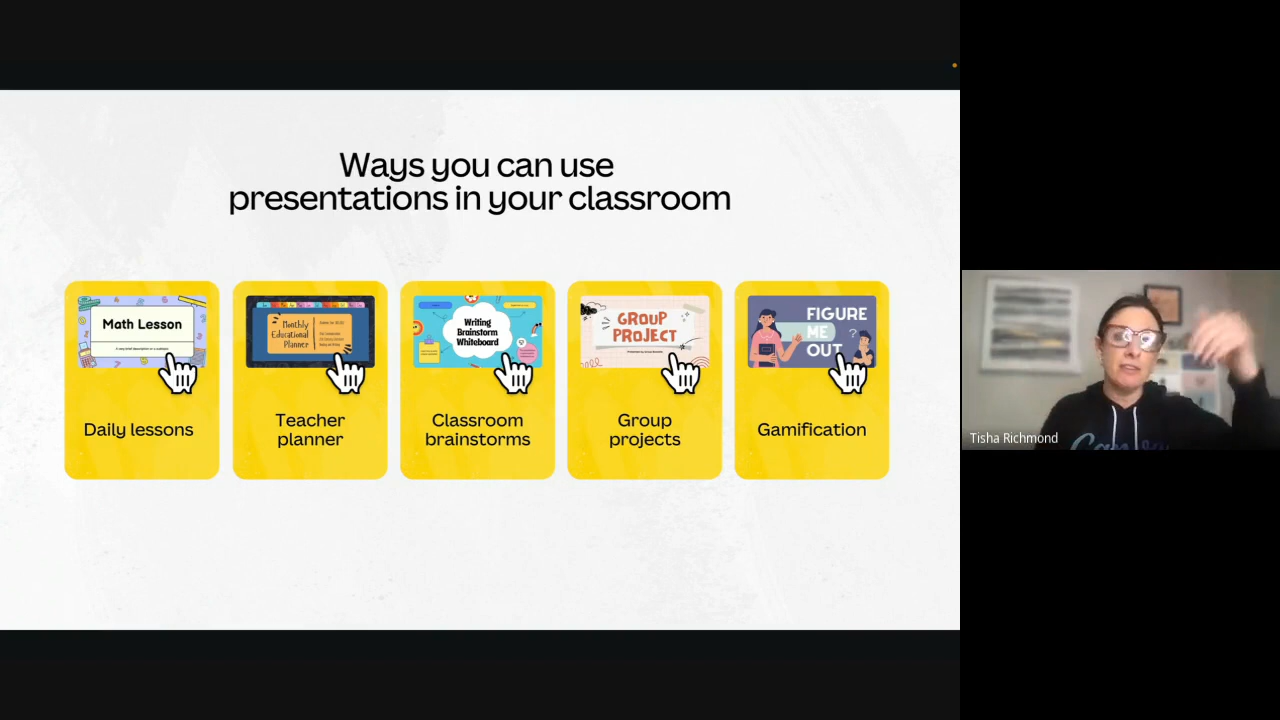 Ways you can use
presentations in your classroom
Math Lesson
Monthly
Educational
Planner
Writing
Brainstorm
Whiteboard
GROUP
PROJECT
FIGURE
ME
OUT
?
Daily lessons
Teacher
planner
Classroom
brainstorms
Group
projects
Gamification
Tisha Richmond